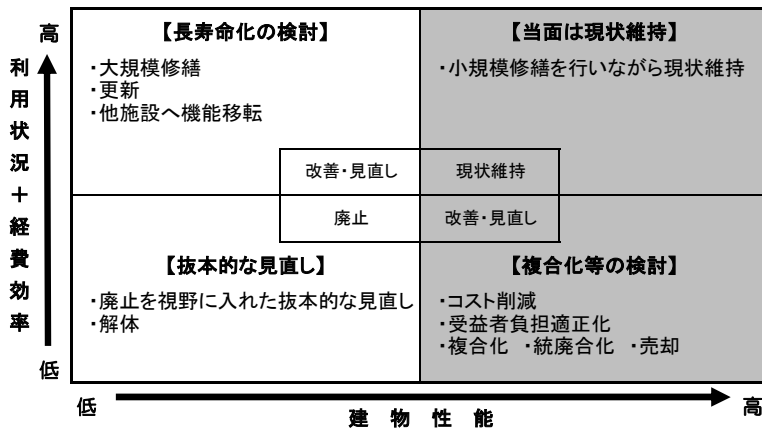 高
利用状況＋経費効率
低
【長寿命化の検討】
・大規模修繕
・更新
・他施設へ機能移転
【当面は現状維持】
・小規模修繕を行いながら現状維持
改善・見直し
現状維持
廃止
改善・見直し
【抜本的な見直し】
・廃止を視野に入れた抜本的な見直し
・解体
【複合化等の検討】
・コスト削減
・受益者負担適正化
・複合化 ・統廃合化 ・売却
低
建物性能
高